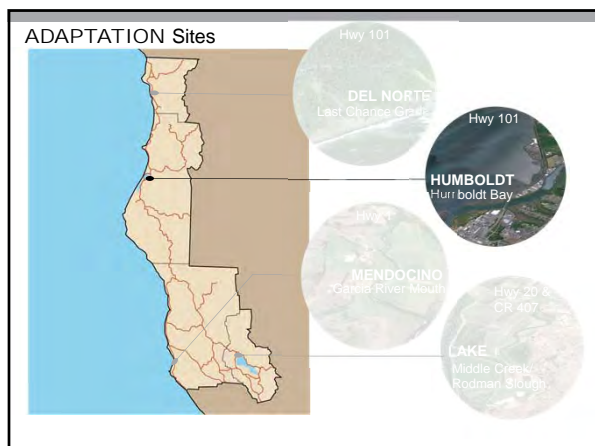 ADAPTATION Sites
Hwy 101
DEL NORTE
Last Chance Grade
Hwy 101
HUMBOLDT
Humboldt Bay
Hwy 1
MENDOCINO
Garcia River Mouth
Hwy 20 &
CR 407
LAKE
Middle Creek
Rodman Slough